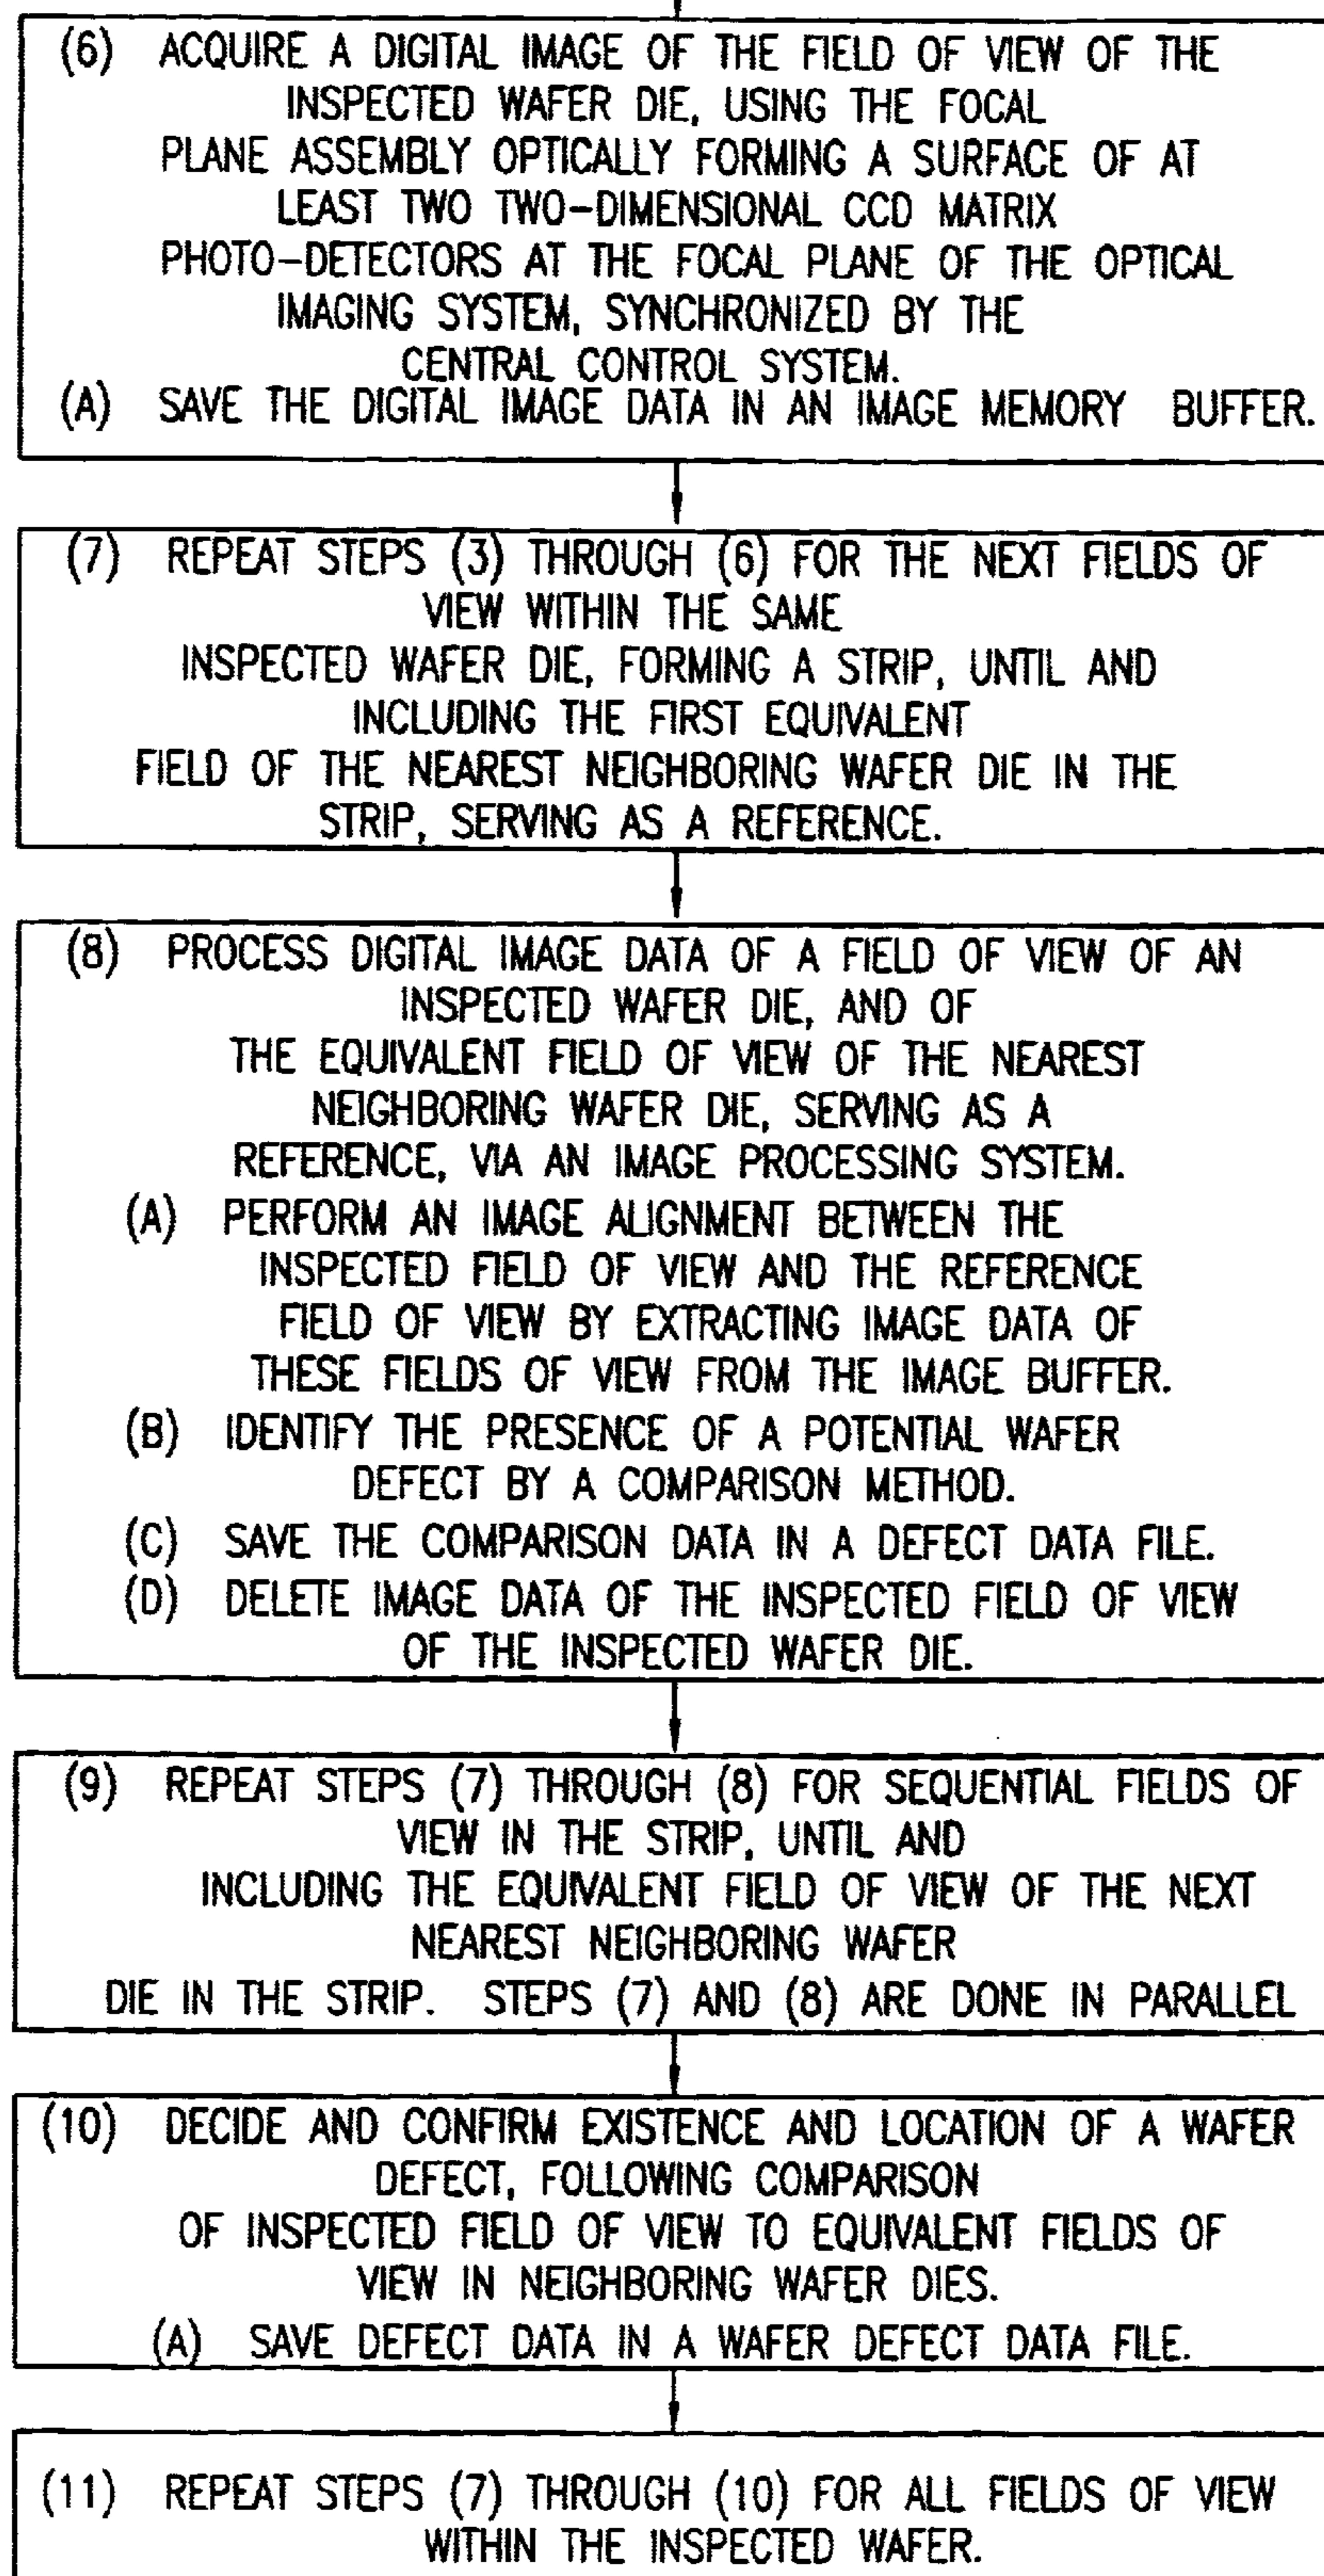 (6) ACQUIRE A DIGITAL IMAGE OF THE FIELD OF VIEW OF THE
INSPECTED WAFER DIE, USING THE FOCAL
PLANE ASSEMBLY OPTICALLY FORMING A SURFACE OF AT
LEAST TWO TWO-DIMENSIONAL CCD MATRIX
PHOTO-DETECTORS AT THE FOCAL PLANE OF THE OPTICAL
IMAGING SYSTEM, SYNCHRONIZED BY THE
CENTRAL CONTROL SYSTEM.
(A) SAVE THE DIGITAL IMAGE DATA IN AN IMAGE MEMORY BUFFER.
(7) REPEAT STEPS (3) THROUGH (6) FOR THE NEXT FIELDS OF
VIEW WITHIN THE SAME
INSPECTED WAFER DIE, FORMING A STRIP, UNTIL AND
INCLUDING THE FIRST EQUIVALENT
FIELD OF THE NEAREST NEIGHBORING WAFER DIE IN THE
STRIP, SERVING AS A REFERENCE.
(8) PROCESS DIGITAL IMAGE DATA OF A FIELD OF VIEW OF AN
INSPECTED WAFER DIE, AND OF
THE EQUIVALENT FIELD OF VIEW OF THE NEAREST
NEIGHBORING WAFER DIE, SERVING AS A
REFERENCE, VIA AN IMAGE PROCESSING SYSTEM.
(A) PERFORM AN IMAGE ALIGNMENT BETWEEN THE
INSPECTED FIELD OF VIEW AND THE REFERENCE
FIELD OF VIEW BY EXTRACTING IMAGE DATA OF
THESE FIELDS OF VIEW FROM THE IMAGE BUFFER.
(B) IDENTIFY THE PRESENCE OF A POTENTIAL WAFER
DEFECT BY A COMPARISON METHOD.
(C) SAVE THE COMPARISON DATA IN A DEFECT DATA FILE.
(D) DELETE IMAGE DATA OF THE INSPECTED FIELD OF VIEW
OF THE INSPECTED WAFER DIE.
(9) REPEAT STEPS (7) THROUGH (8) FOR SEQUENTIAL FIELDS OF
VIEW IN THE STRIP, UNTIL AND
INCLUDING THE EQUIVALENT FIELD OF VIEW OF THE NEXT
NEAREST NEIGHBORING WAFER
DIE IN THE STRIP. STEPS (7) AND (8) ARE DONE IN PARALLEL
(10) DECIDE AND CONFIRM EXISTENCE AND LOCATION OF A WAFER
DEFECT, FOLLOWING COMPARISON
OF INSPECTED FIELD OF VIEW TO EQUIVALENT FIELDS OF
VIEW IN NEIGHBORING WAFER DIES.
(A) SAVE DEFECT DATA IN A WAFER DEFECT DATA FILE.
(11) REPEAT STEPS (7) THROUGH (10) FOR ALL FIELDS OF VIEW
WITHIN THE INSPECTED WAFER.